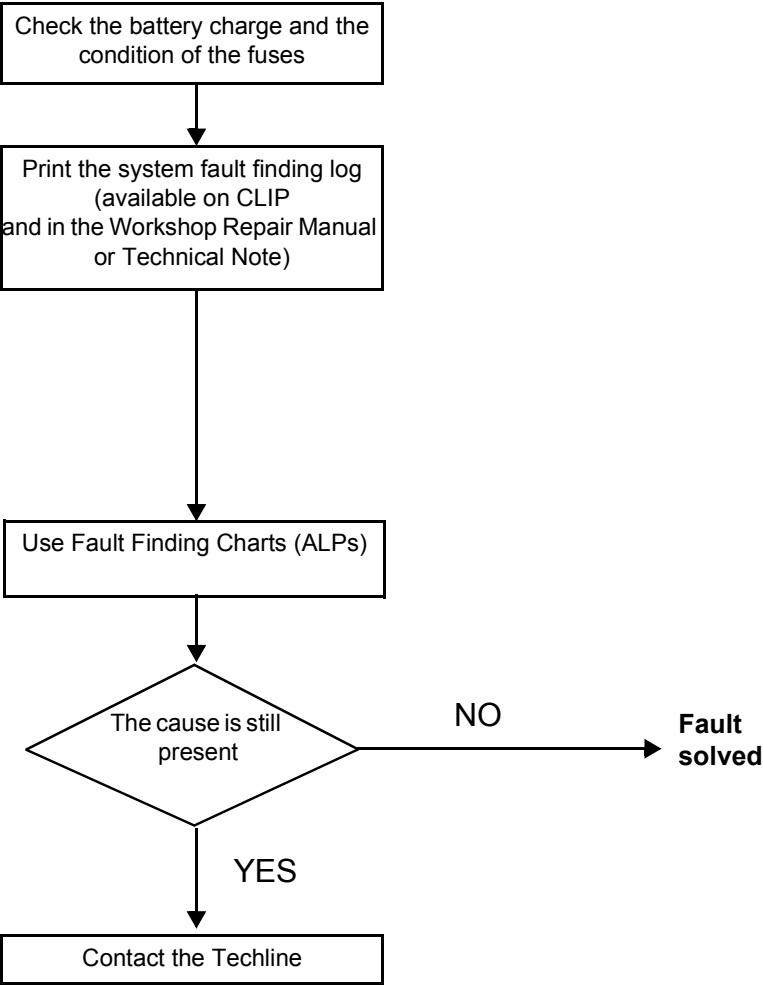 Check the battery charge and the
condition of the fuses
Print the system fault finding log
(available on CLIP
and in the Workshop Repair Manual
or Technical Note)
Use Fault Finding Charts (ALPs)
The cause is still
present
NO
Fault
solved
YES
Contact the Techline